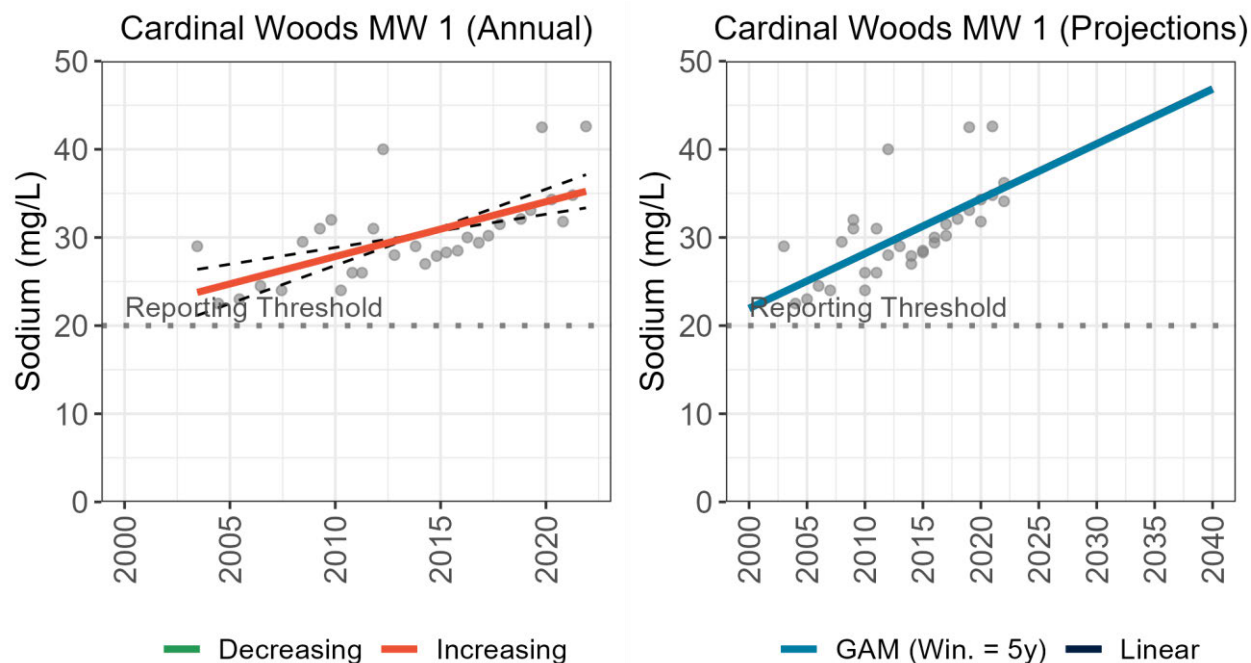 Cardinal Woods MW 1 (Annual)
Sodium (mg/L)
50
40
30
20
10
0
Reporting Threshold
2000
2005
2010
2015
2020
Decreasing
Increasing
Cardinal Woods MW 1 (Projections)
Sodium (mg/L)
50
40
30
20
10
0
Reporting Threshold
2000
2005
2010
2015
2020
2025
2030
2035
2040
GAM (Win. = 5y)
Linear